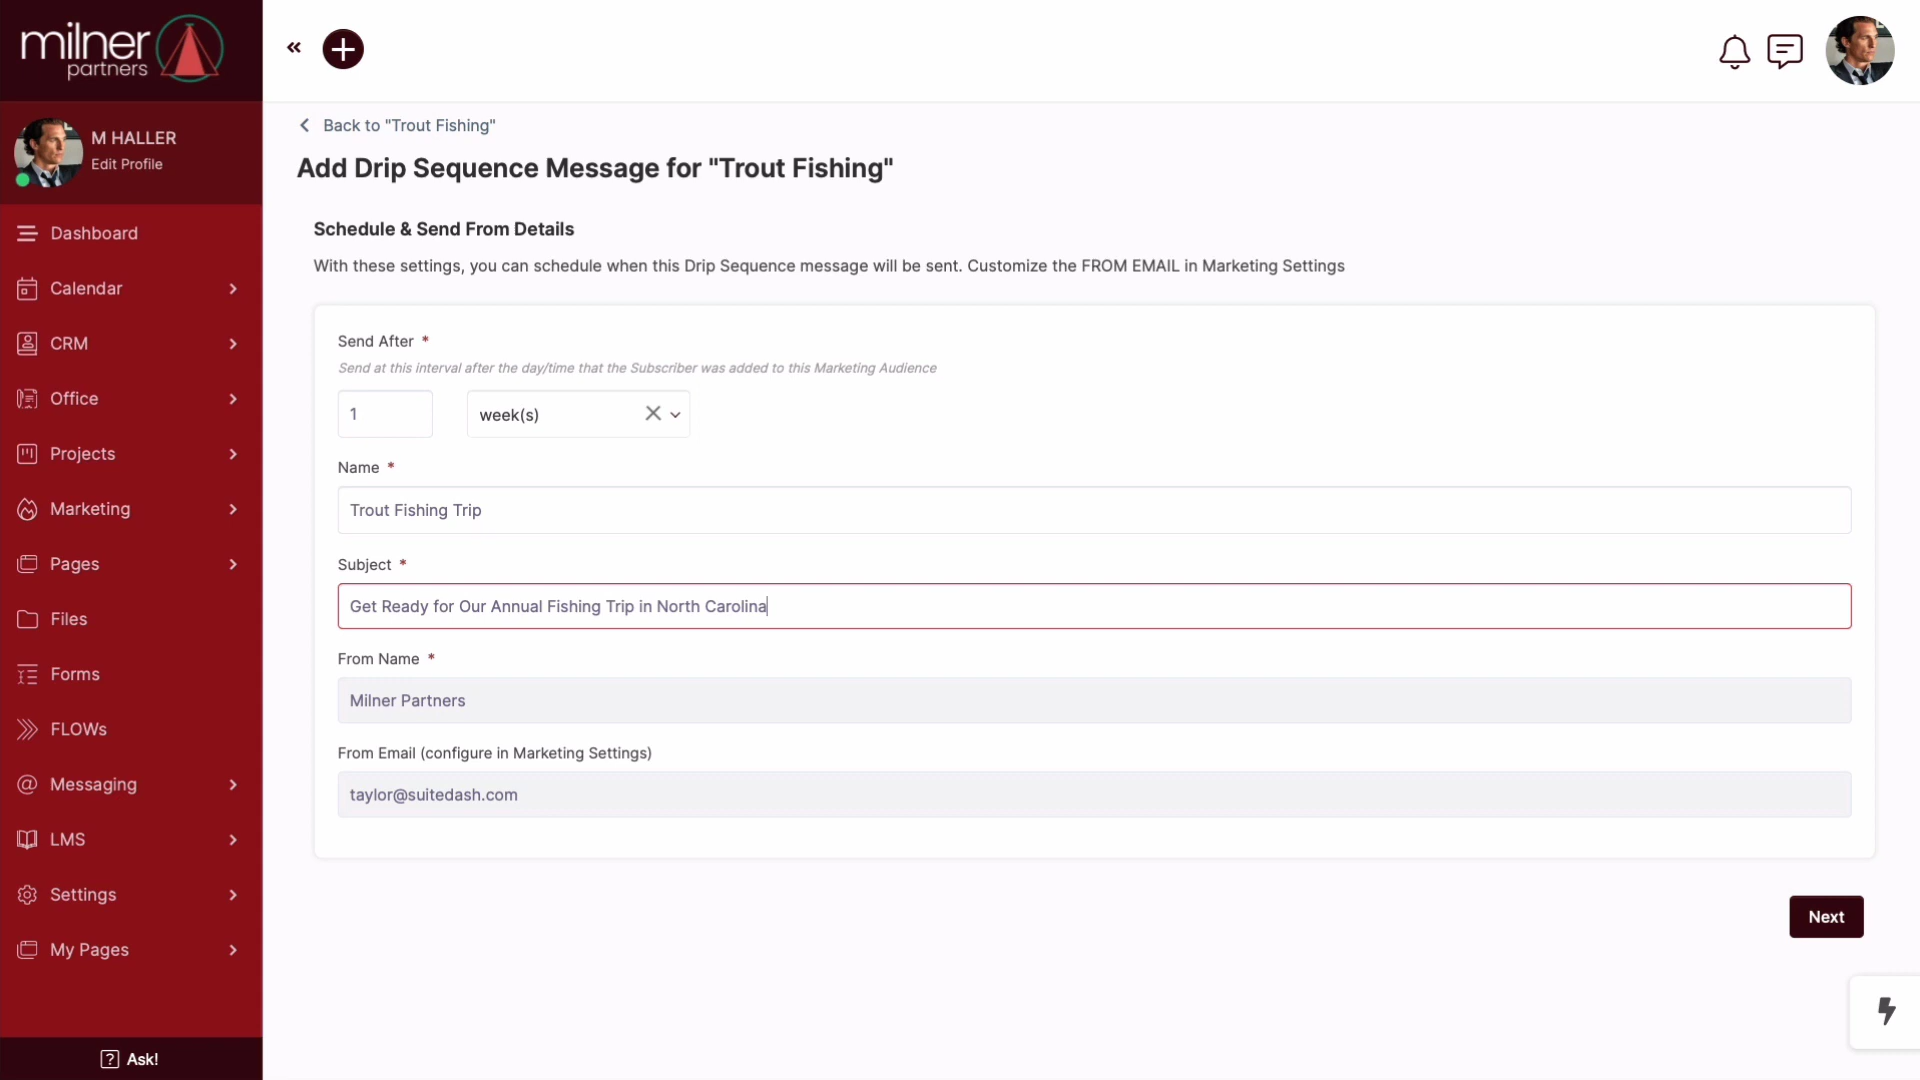 milner
partners
M HALLER
Edit Profile
Dashboard
Calendar
CRM
Office
Projects
Marketing
Pages
Files
Forms
FLOWs
Messaging
LMS
Settings
My Pages
? Ask!
Back to "Trout Fishing"
Add Drip Sequence Message for "Trout Fishing"
Schedule & Send From Details
With these settings, you can schedule when this Drip Sequence message will be sent. Customize the FROM EMAIL in Marketing Settings
Send After *
Send at this interval after the day/time that the Subscriber was added to this Marketing Audience
1 week(s)
Name *
Trout Fishing Trip
Subject *
Get Ready for Our Annual Fishing Trip in North Carolina
From Name *
Milner Partners
From Email (configure in Marketing Settings)
taylor@suitedash.com
Next